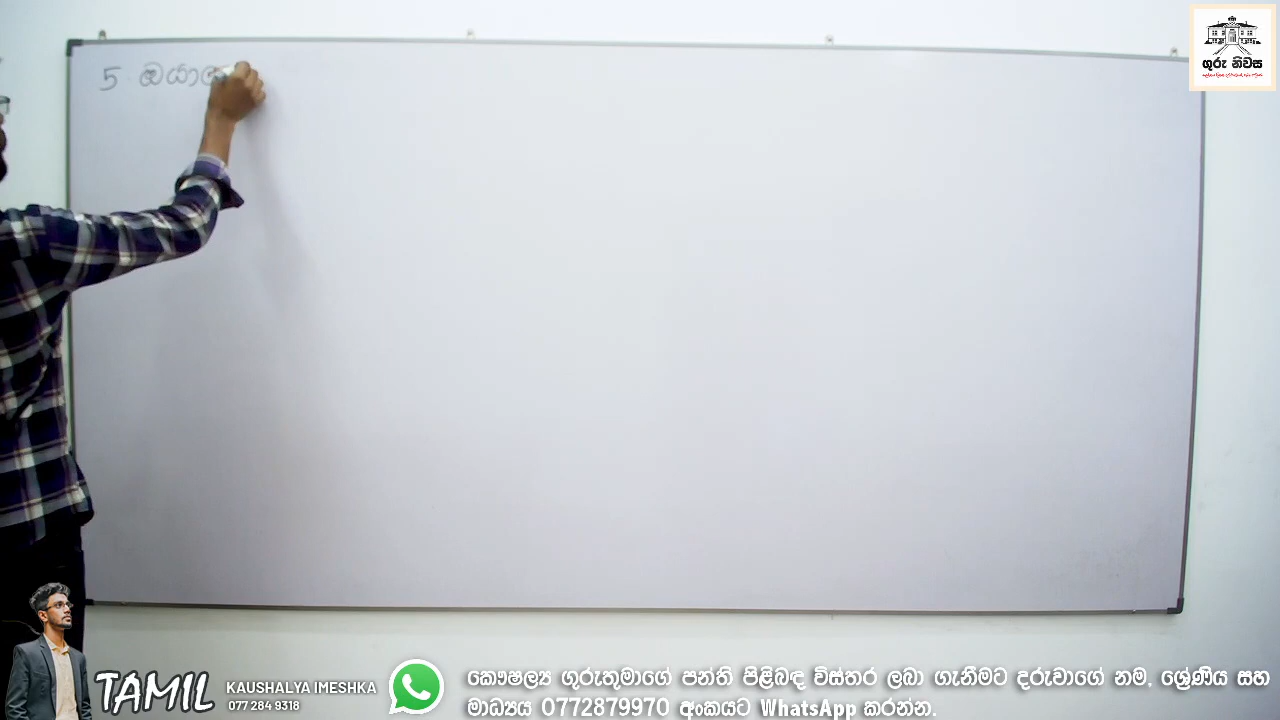 5 ඔයාගේ
ගුරු නිවස
TAMIL
KAUSHALYA IMESHKA
077 284 9318
කෞෂල්‍ය ගුරුතුමාගේ පන්ති පිළිබඳ විස්තර ලබා ගැනීමට දරුවාගේ නම, ශ්‍රේණිය සහ
මාධ්‍යය 0772879970 අංකයට WhatsApp කරන්න.